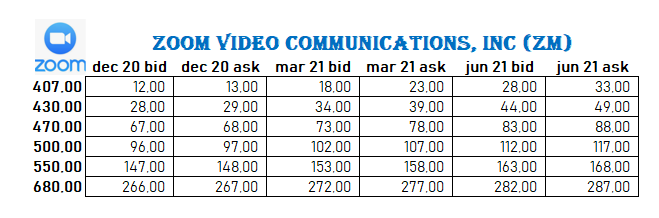 ZOOM VIDEO COMMUNICATIONS, INC (ZM)
zoom dec 20 bid dec 20 ask mar 21 bid mar 21 ask jun 21 bid jun 21 ask
407.00 12.00 13.00 18.00 23.00 28.00 33.00
430.00 28.00 29.00 34.00 39.00 44.00 49.00
470.00 67.00 68.00 73.00 78.00 83.00 88.00
500.00 96.00 97.00 102.00 107.00 112.00 117.00
550.00 147.00 148.00 153.00 158.00 163.00 168.00
680.00 266.00 267.00 272.00 277.00 282.00 287.00